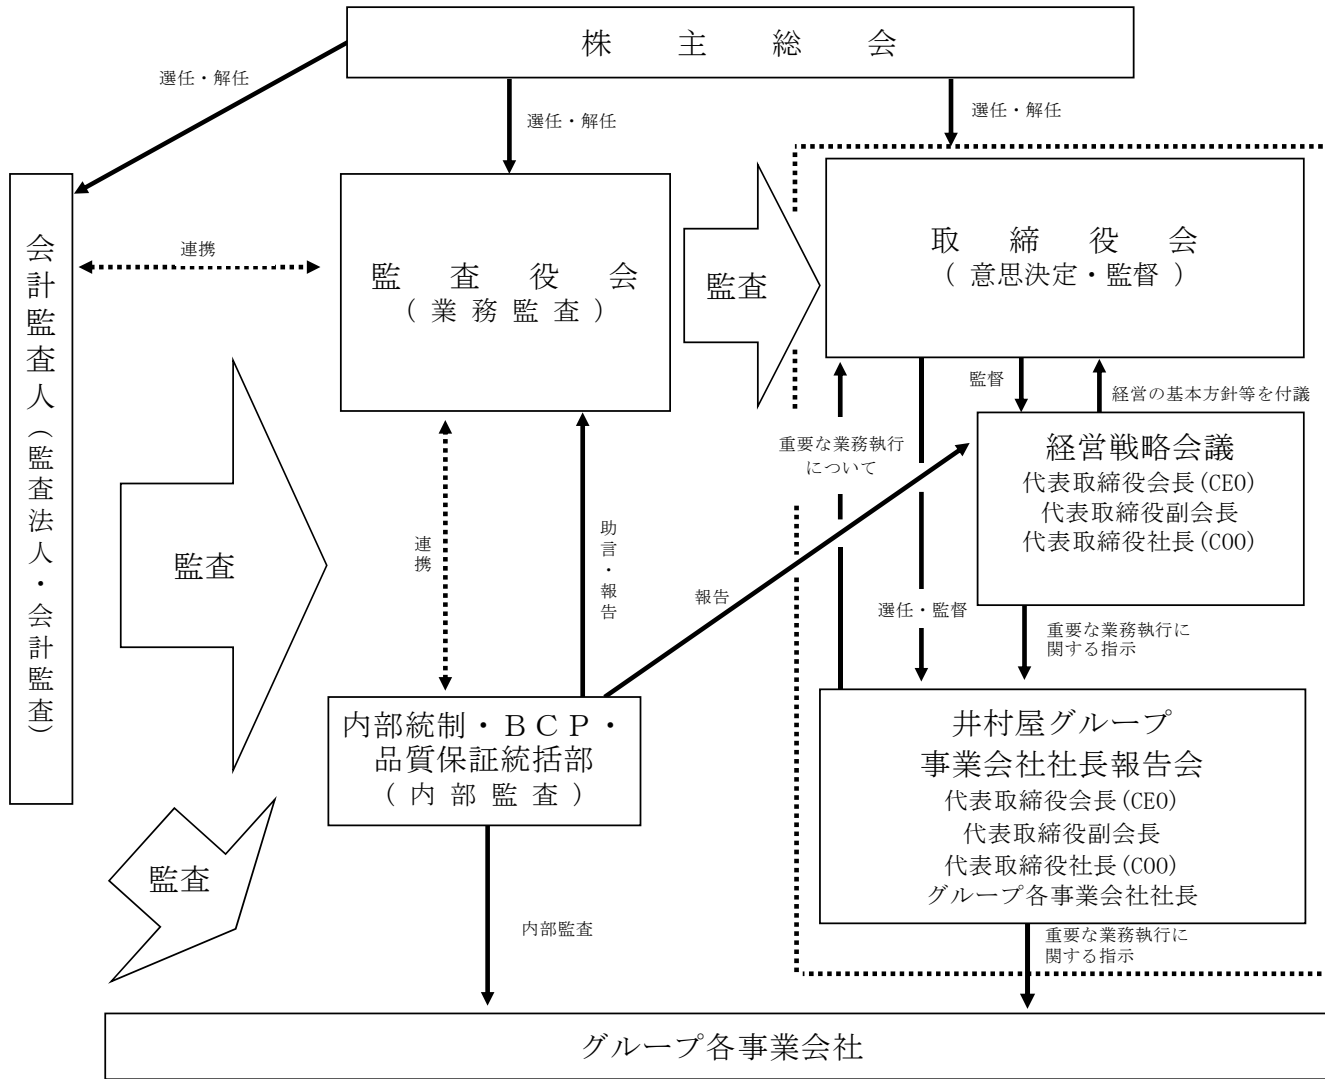 株主総会
選任・解任
選任・解任
選任・解任
会計監査人（監査法人・会計監査）
連携
監査役会
（業務監査）
監査
取締役会
（意思決定・監督）
監督
経営の基本方針等を付議
重要な業務執行
について
経営戦略会議
代表取締役会長(CEO)
代表取締役副会長
代表取締役社長(COO)
監査
連携
助言・報告
報告
選任・監督
重要な業務執行に
関する指示
内部統制・ＢＣＰ・
品質保証統括部
（内部監査）
井村屋グループ
事業会社社長報告会
代表取締役会長(CEO)
代表取締役副会長
代表取締役社長(COO)
グループ各事業会社社長
監査
内部監査
重要な業務執行に
関する指示
グループ各事業会社